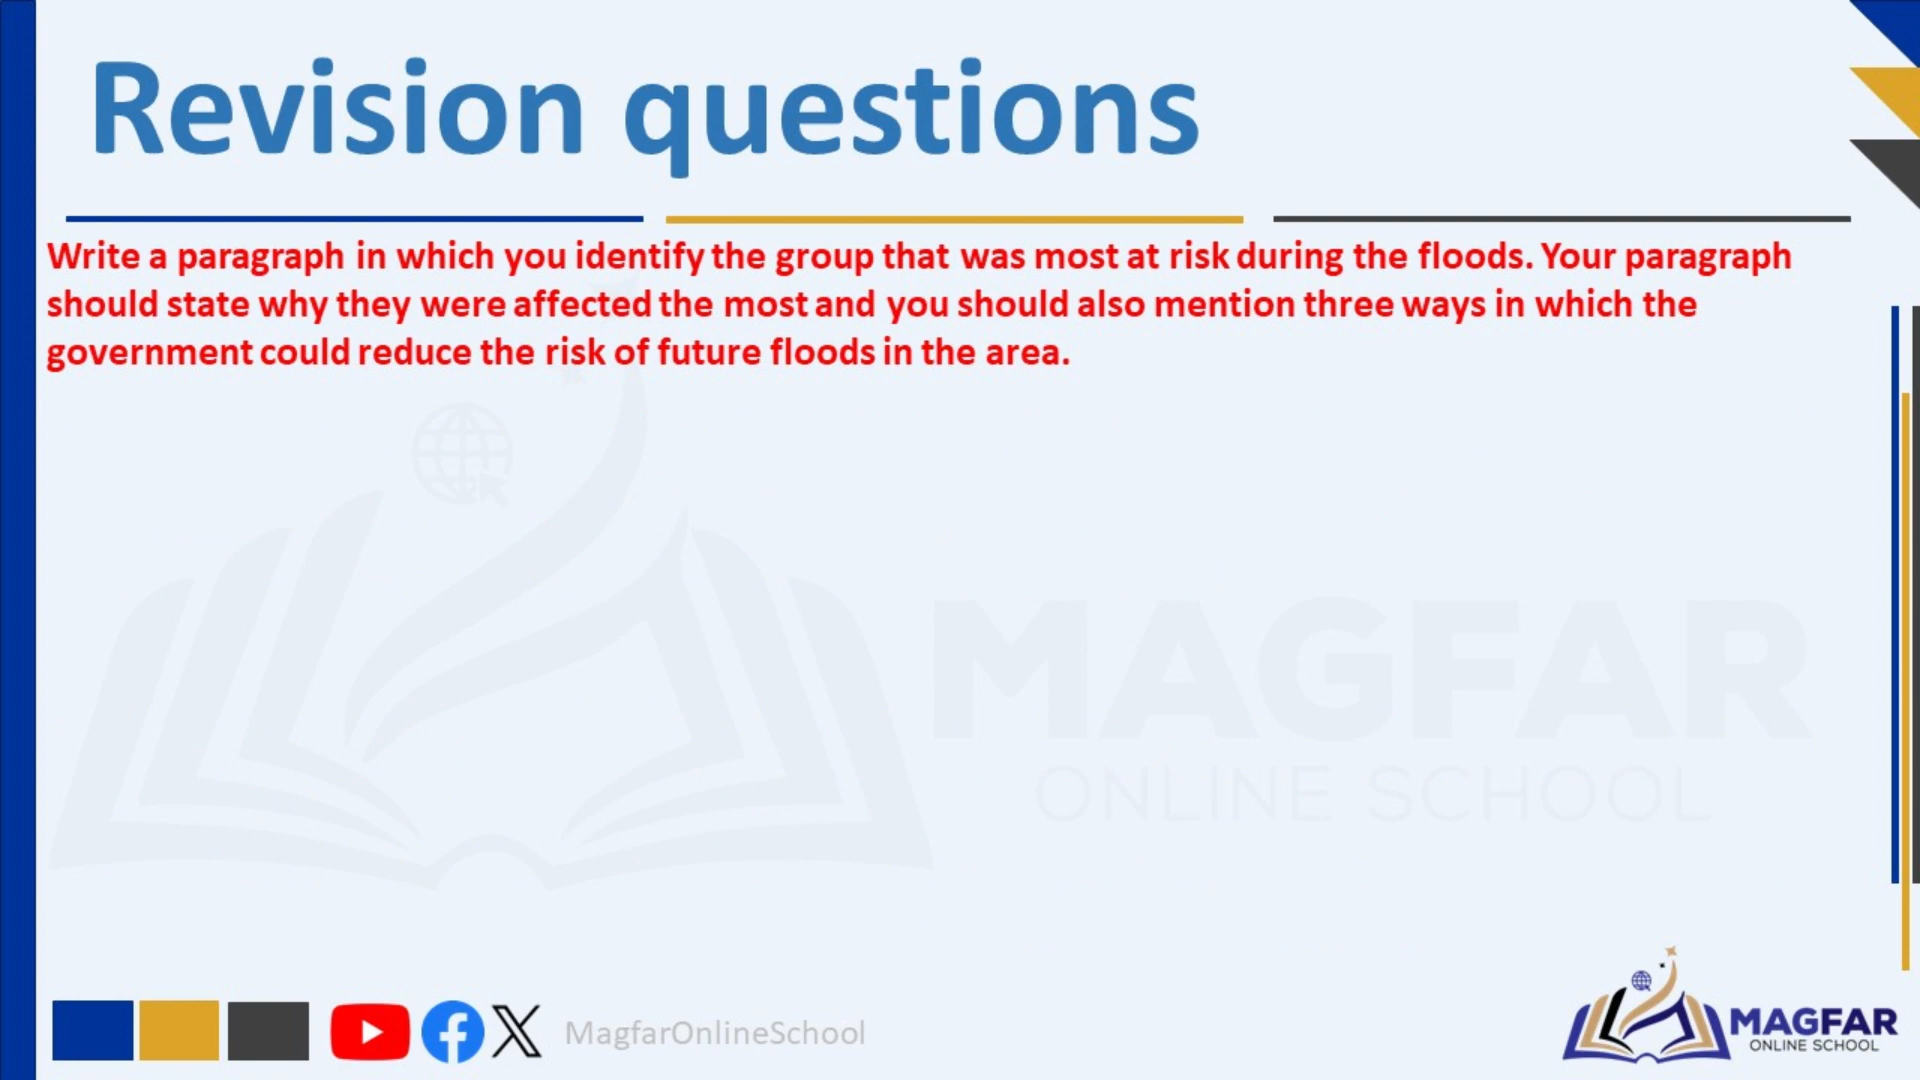 Revision questions
Write a paragraph in which you identify the group that was most at risk during the floods. Your paragraph
should state why they were affected the most and you should also mention three ways in which the
government could reduce the risk of future floods in the area.
MAGFAR
ONLINE SCHOOL
MagfarOnlineSchool
MAGFAR
ONLINE SCHOOL